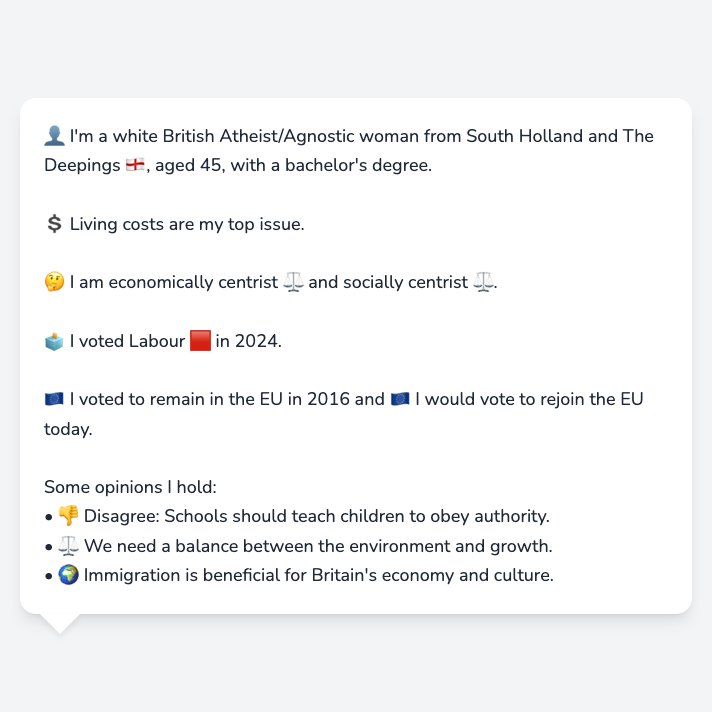 👤 I'm a white British Atheist/Agnostic woman from South Holland and The
Deepings 🏴󠁧󠁢󠁥󠁮󠁧󠁿, aged 45, with a bachelor's degree.
💲 Living costs are my top issue.
🤔 I am economically centrist ⚖️ and socially centrist ⚖️.
🗳️ I voted Labour 🟥 in 2024.
🇪🇺 I voted to remain in the EU in 2016 and 🇪🇺 I would vote to rejoin the EU
today.
Some opinions I hold:
• 👎 Disagree: Schools should teach children to obey authority.
• ⚖️ We need a balance between the environment and growth.
• 🌍 Immigration is beneficial for Britain's economy and culture.